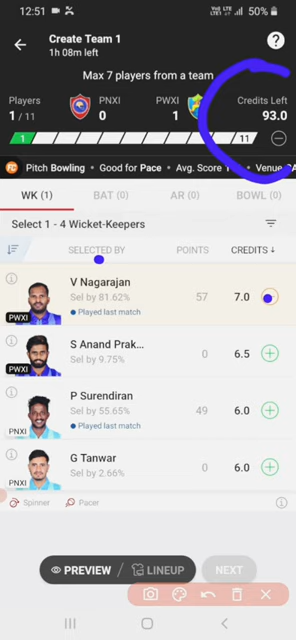 12:51 Vo) LTE 50%
Create Team 1
1h 08m left
Max 7 players from a team
Players PNXI PWXI Credits Left
1 / 11 0 1 93.0
1 11
FC Pitch Bowling • Good for Pace • Avg. Score 1 Venue
WK (1) BAT (0) AR (0) BOWL (0)
Select 1 - 4 Wicket-Keepers
SELECTED BY POINTS CREDITS ↓
V Nagarajan
Sel by 81.62% 57 7.0
Played last match
PWXI
S Anand Prak...
Sel by 9.75% 0 6.5
PWXI
P Surendiran
Sel by 55.65% 49 6.0
Played last match
PNXI
G Tanwar
Sel by 2.66% 0 6.0
PNXI
Spinner Pacer
PREVIEW / LINEUP NEXT